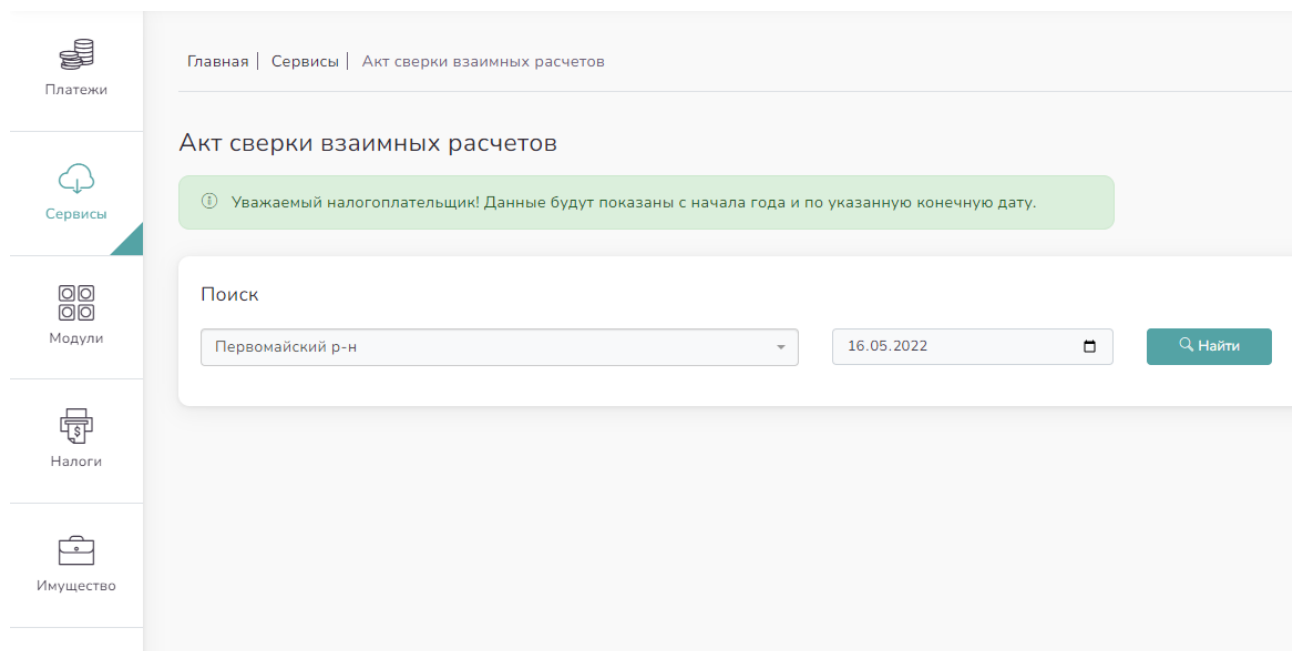 Платежи
Сервисы
Модули
Налоги
Имущество
Главная | Сервисы | Акт сверки взаимных расчетов
Акт сверки взаимных расчетов
Уважаемый налогоплательщик! Данные будут показаны с начала года и по указанную конечную дату.
Поиск
Первомайский р-н 16.05.2022 Найти